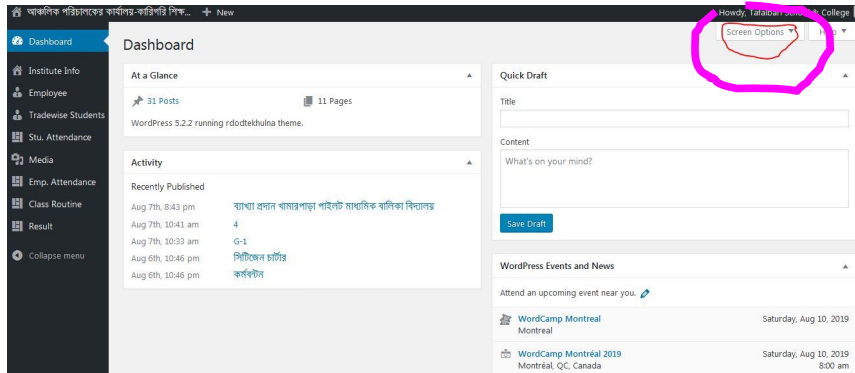 আঞ্চলিক পরিচালকের কার্যালয়-কারিগরি শিক্ষ... + New
Howdy, Tafalbari School & College
Screen Options
Help
Dashboard
Institute Info
Employee
Tradewise Students
Stu. Attendance
Media
Emp. Attendance
Class Routine
Result
Collapse menu
Dashboard
At a Glance
31 Posts
11 Pages
WordPress 5.2.2 running rdodtekhulna theme.
Activity
Recently Published
Aug 7th, 8:43 pm ব্যাখ্যা প্রদান খামারপাড়া পাইলট মাধ্যমিক বালিকা বিদ্যালয়
Aug 7th, 10:41 am 4
Aug 7th, 10:33 am G-1
Aug 6th, 10:46 pm সিটিজেন চার্টার
Aug 6th, 10:46 pm কর্মবন্টন
Quick Draft
Title
Content
What's on your mind?
Save Draft
WordPress Events and News
Attend an upcoming event near you.
WordCamp Montreal Saturday, Aug 10, 2019
Montreal
WordCamp Montréal 2019 Saturday, Aug 10, 2019
Montréal, QC, Canada 8:00 am